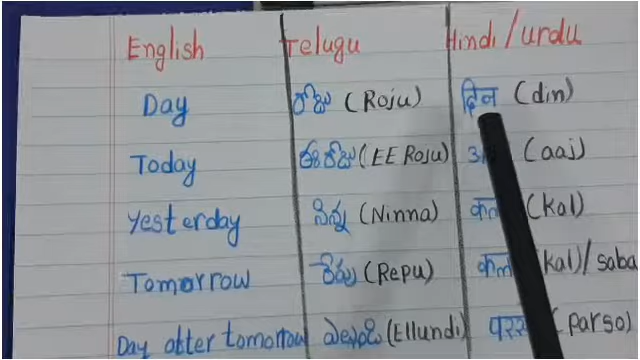 English Telugu Hindi/urdu
Day రోజు (Roju) दिन (din)
Today ఈ రోజు (EE Roju) (aaj)
Yesterday నిన్న (Ninna) (Kal)
Tomorrow రేపు (Repu) (Kal)/saba
Day after tomorrow ఎల్లుండి (Ellundi) (parso)